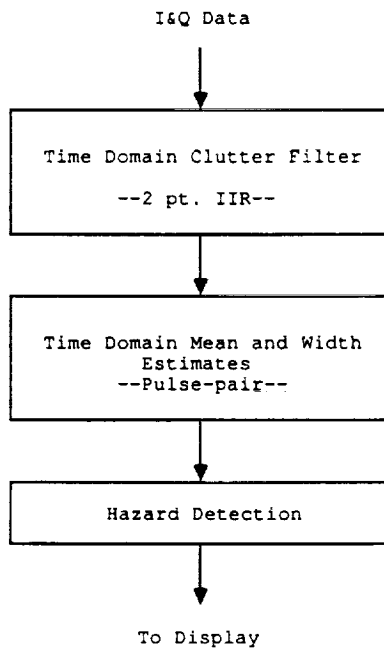 I&Q Data
Time Domain Clutter Filter
--2 pt. IIR--
Time Domain Mean and Width
Estimates
--Pulse-pair--
Hazard Detection
To Display